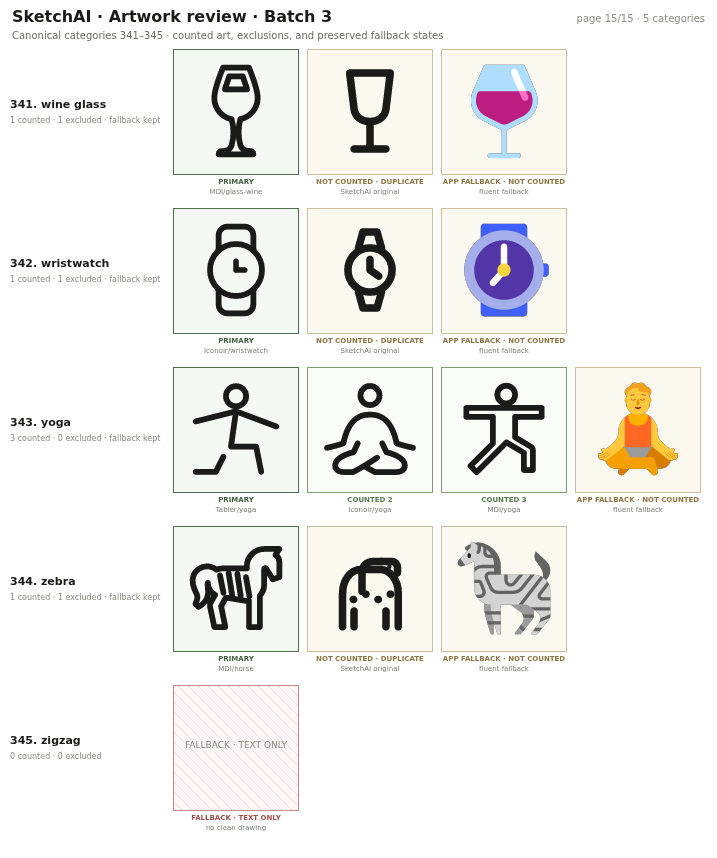 SketchAI · Artwork review · Batch 3
page 15/15 · 5 categories
Canonical categories 341–345 · counted art, exclusions, and preserved fallback states
341. wine glass
1 counted · 1 excluded · fallback kept
PRIMARY
MDI/glass-wine
NOT COUNTED · DUPLICATE
SketchAI original
APP FALLBACK · NOT COUNTED
fluent fallback
342. wristwatch
1 counted · 1 excluded · fallback kept
PRIMARY
Iconoir/wristwatch
NOT COUNTED · DUPLICATE
SketchAI original
APP FALLBACK · NOT COUNTED
fluent fallback
343. yoga
3 counted · 0 excluded · fallback kept
PRIMARY
Tabler/yoga
COUNTED 2
Iconoir/yoga
COUNTED 3
MDI/yoga
APP FALLBACK · NOT COUNTED
fluent fallback
344. zebra
1 counted · 1 excluded · fallback kept
PRIMARY
MDI/horse
NOT COUNTED · DUPLICATE
SketchAI original
APP FALLBACK · NOT COUNTED
fluent fallback
345. zigzag
0 counted · 0 excluded
FALLBACK · TEXT ONLY
FALLBACK · TEXT ONLY
no clean drawing